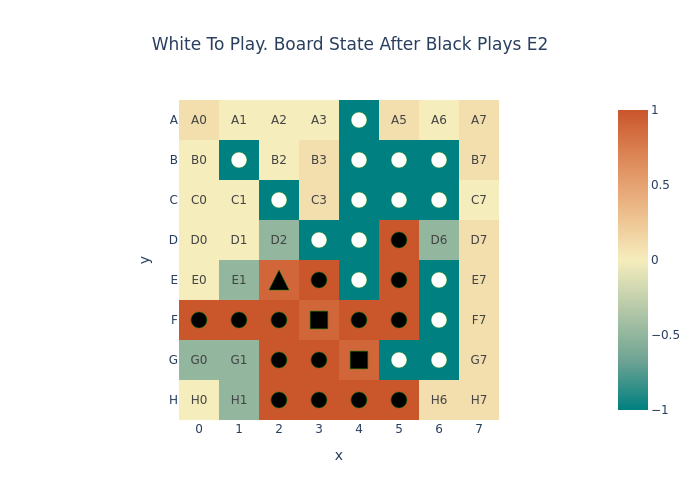 White To Play. Board State After Black Plays E2
A A0 A1 A2 A3 A5 A6 A7
B B0 B2 B3 B7
C C0 C1 C3 C7
D D0 D1 D2 D6 D7
E E0 E1 E7
F F7
G G0 G1 G7
H H0 H1 H6 H7
0 1 2 3 4 5 6 7
x
y
1
0.5
0
−0.5
−1